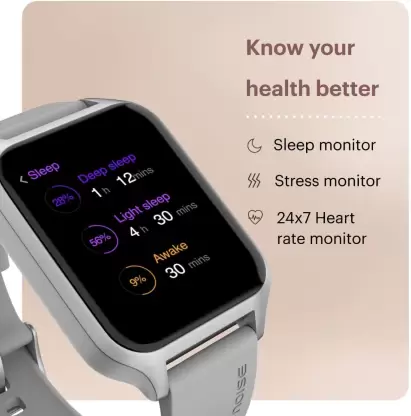 Know your
health better
Sleep monitor
Stress monitor
24x7 Heart
rate monitor
< Sleep
28%
Deep sleep
1 h 12 mins
56%
Light sleep
4 h 30 mins
9%
Awake
30 mins
NOISE